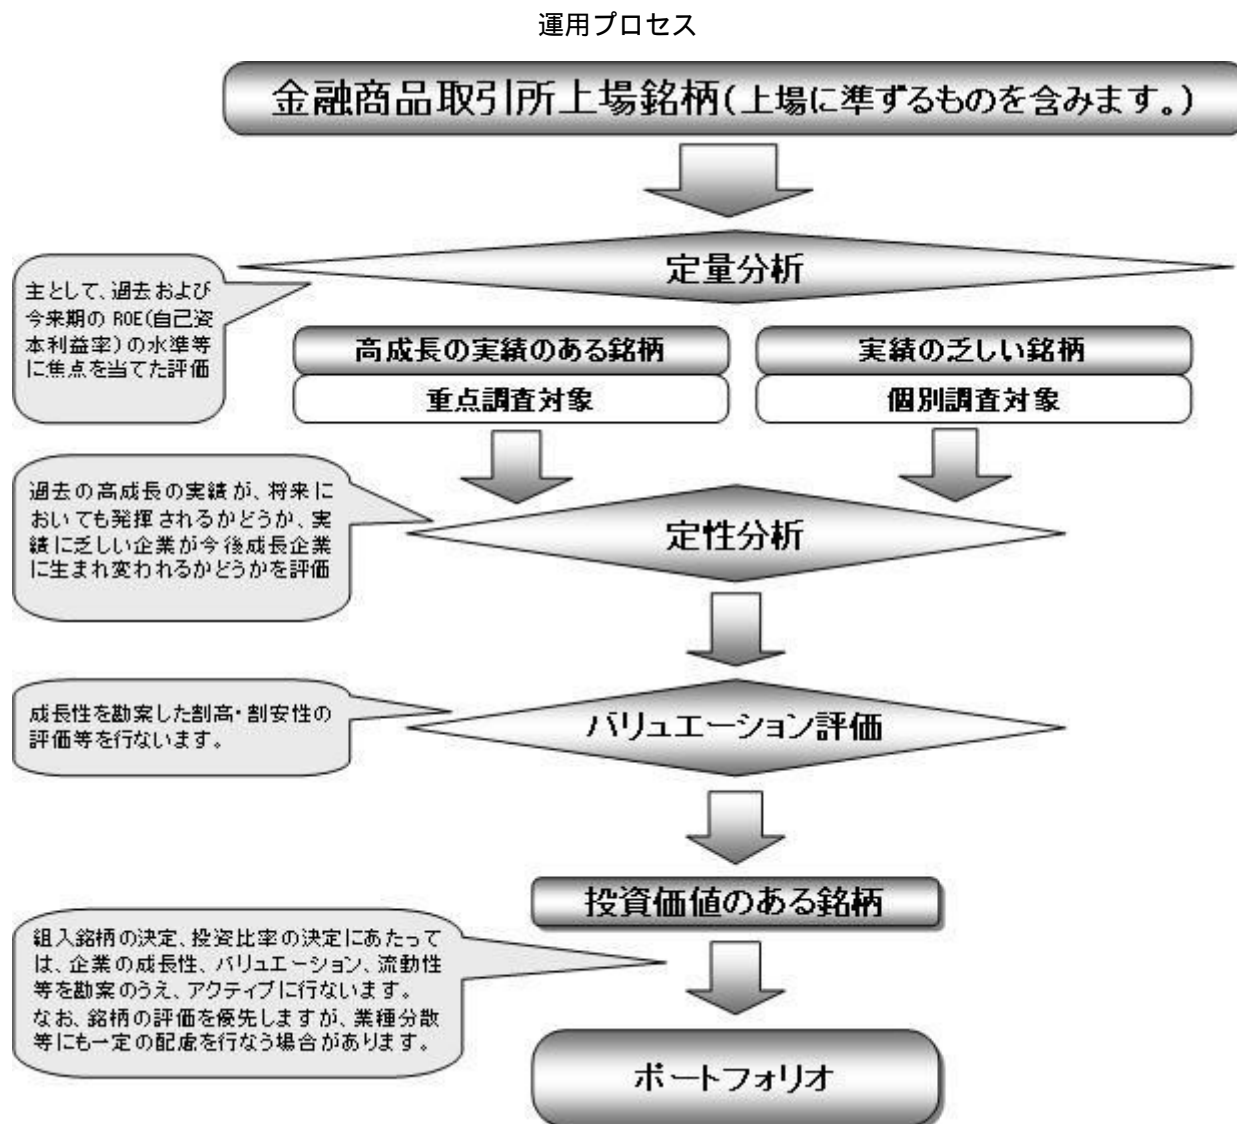 運用プロセス
金融商品取引所上場銘柄(上場に準ずるものを含みます。)
定量分析
主として、過去および
今来期の ROE(自己資
本利益率)の水準等
に焦点を当てた評価
高成長の実績のある銘柄
実績の乏しい銘柄
重点調査対象
個別調査対象
過去の高成長の実績が、将来に
おいても発揮されるかどうか、実
績に乏しい企業が今後成長企業
に生まれ変われるかどうかを評価
定性分析
成長性を勘案した割高・割安性の
評価等を行ないます。
バリュエーション評価
投資価値のある銘柄
組入銘柄の決定、投資比率の決定にあたって
は、企業の成長性、バリュエーション、流動性
等を勘案のうえ、アクティブに行ないます。
なお、銘柄の評価を優先しますが、業種分散
等にも一定の配慮を行なう場合があります。
ポートフォリオ